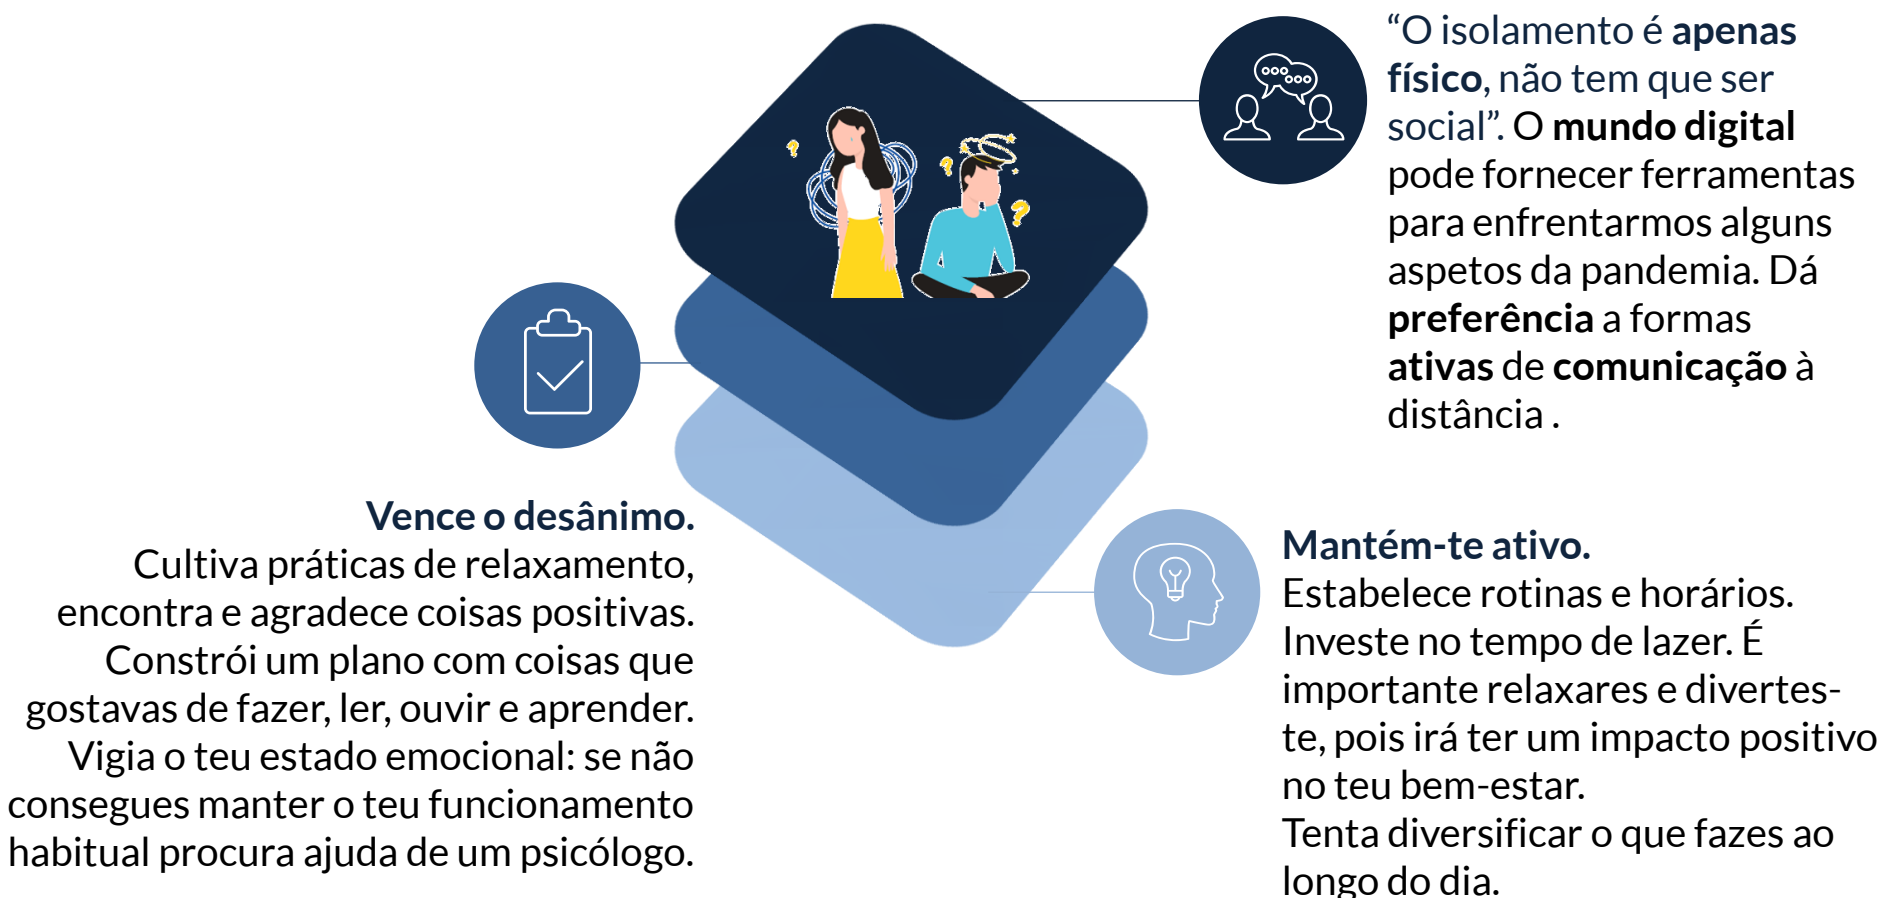 “O isolamento é apenas
físico, não tem que ser
social”. O mundo digital
pode fornecer ferramentas
para enfrentarmos alguns
aspetos da pandemia. Dá
preferência a formas
ativas de comunicação à
distância .
Vence o desânimo.
Cultiva práticas de relaxamento,
encontra e agradece coisas positivas.
Constrói um plano com coisas que
gostavas de fazer, ler, ouvir e aprender.
Vigia o teu estado emocional: se não
consegues manter o teu funcionamento
habitual procura ajuda de um psicólogo.
Mantém-te ativo.
Estabelece rotinas e horários.
Investe no tempo de lazer. É
importante relaxares e divertes-
te, pois irá ter um impacto positivo
no teu bem-estar.
Tenta diversificar o que fazes ao
longo do dia.